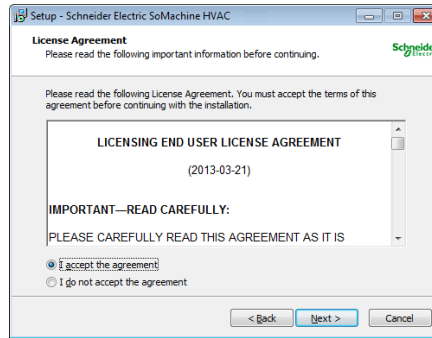 Setup - Schneider Electric SoMachine HVAC
License Agreement
Please read the following important information before continuing.
Schneider
Electric
Please read the following License Agreement. You must accept the terms of this
agreement before continuing with the installation.
LICENSING END USER LICENSE AGREEMENT
(2013-03-21)
IMPORTANT—READ CAREFULLY:
PLEASE CAREFULLY READ THIS AGREEMENT AS IT IS
I accept the agreement
I do not accept the agreement
< Back
Next >
Cancel